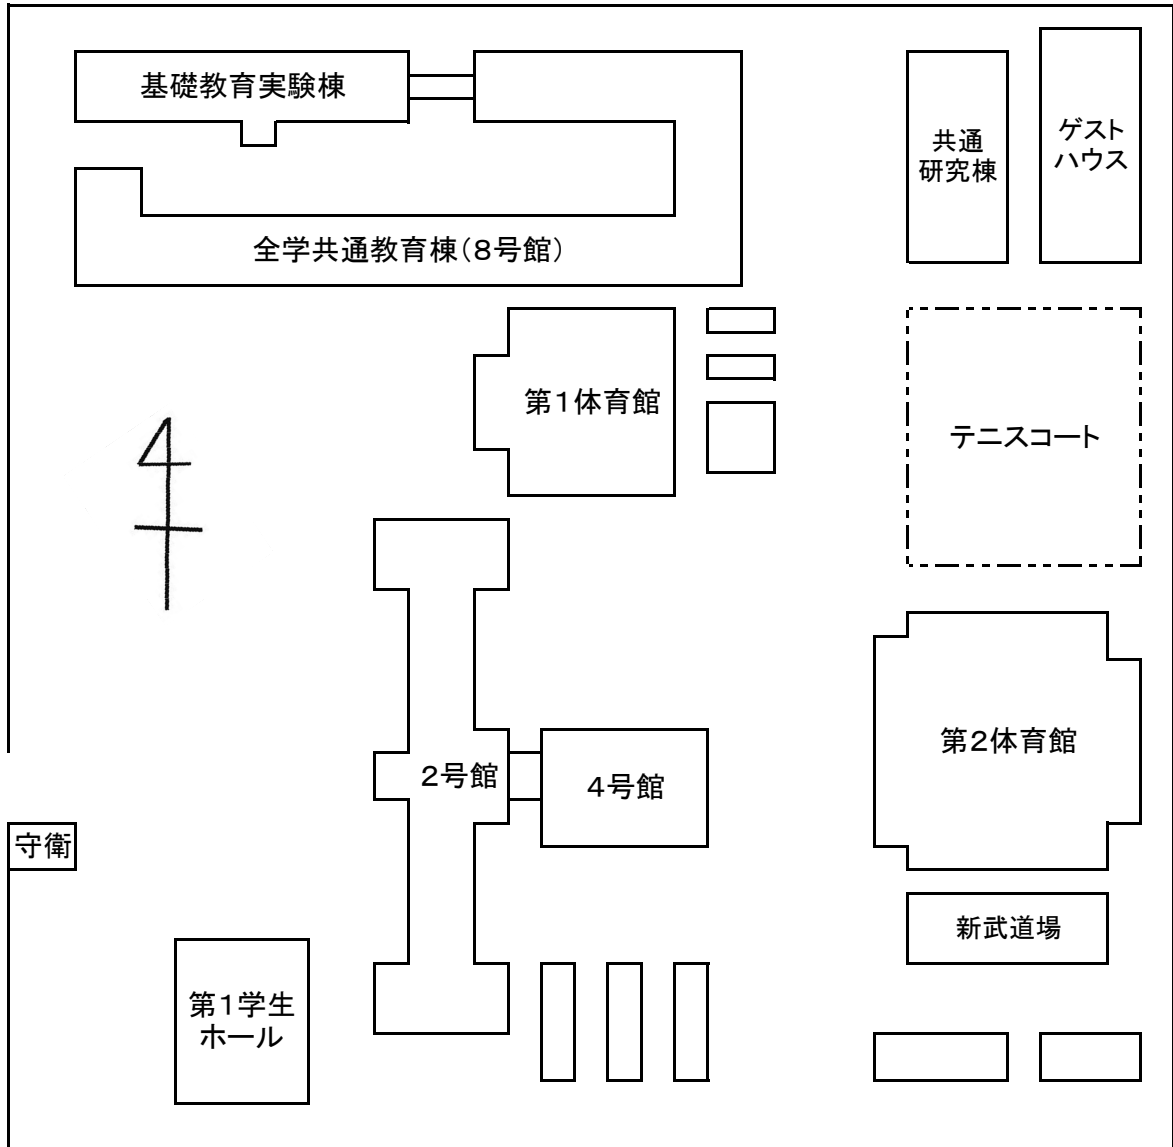 基礎教育実験棟
共通
研究棟
ゲスト
ハウス
全学共通教育棟（８号館）
第１体育館
テニスコート
２号館
４号館
第２体育館
守衛
新武道場
第１学生
ホール